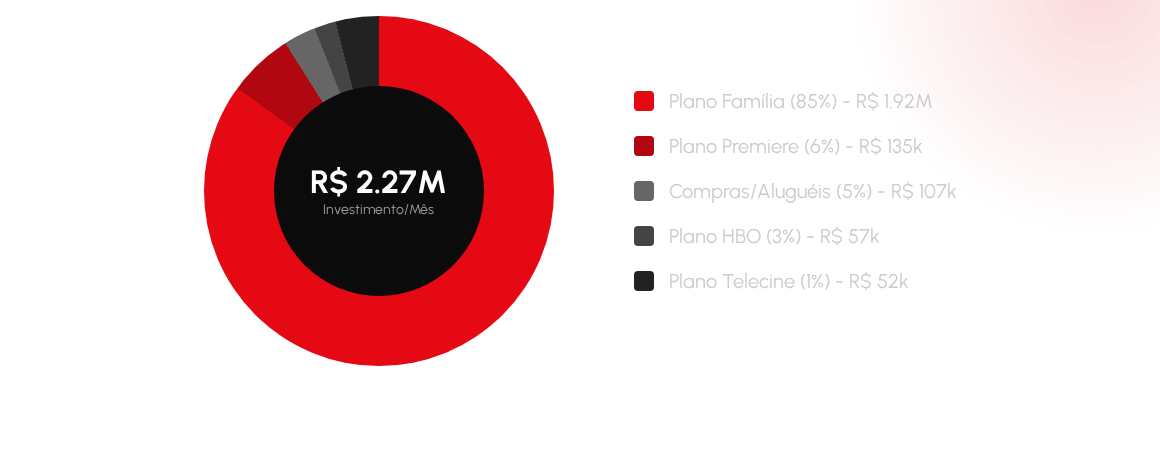 R$ 2.27M
Investimento/Mês
Plano Família (85%) - R$ 1.92M
Plano Premiere (6%) - R$ 135k
Compras/Aluguéis (5%) - R$ 107k
Plano HBO (3%) - R$ 57k
Plano Telecine (1%) - R$ 52k